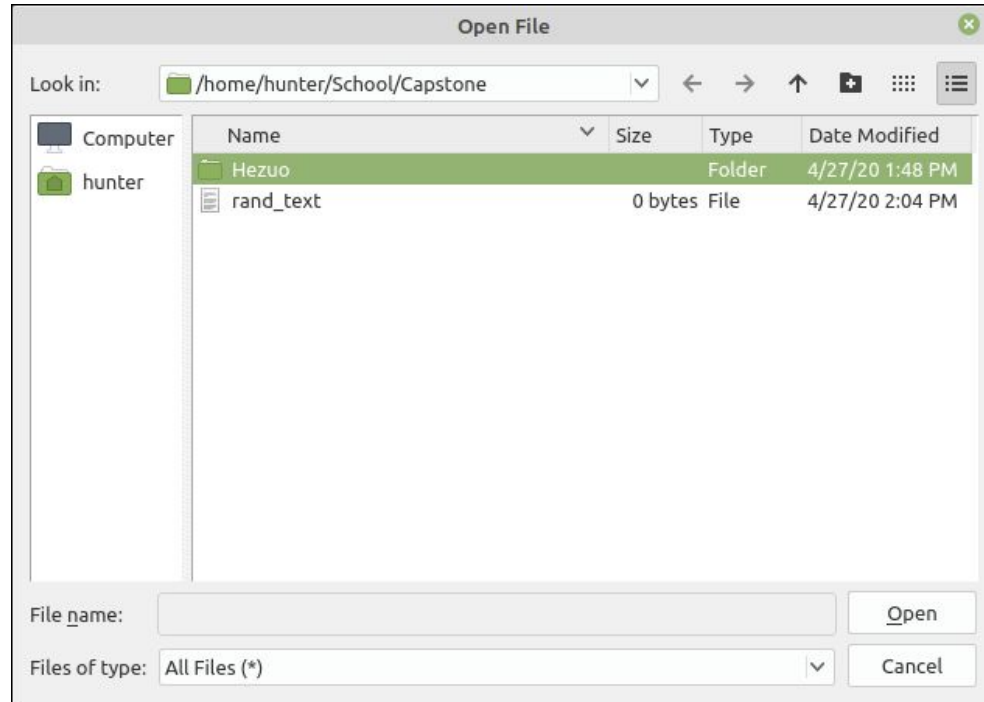 Open File
Look in: /home/hunter/School/Capstone
Computer
hunter
Name Size Type Date Modified
Hezuo Folder 4/27/20 1:48 PM
rand_text 0 bytes File 4/27/20 2:04 PM
File name: Open
Files of type: All Files (*) Cancel